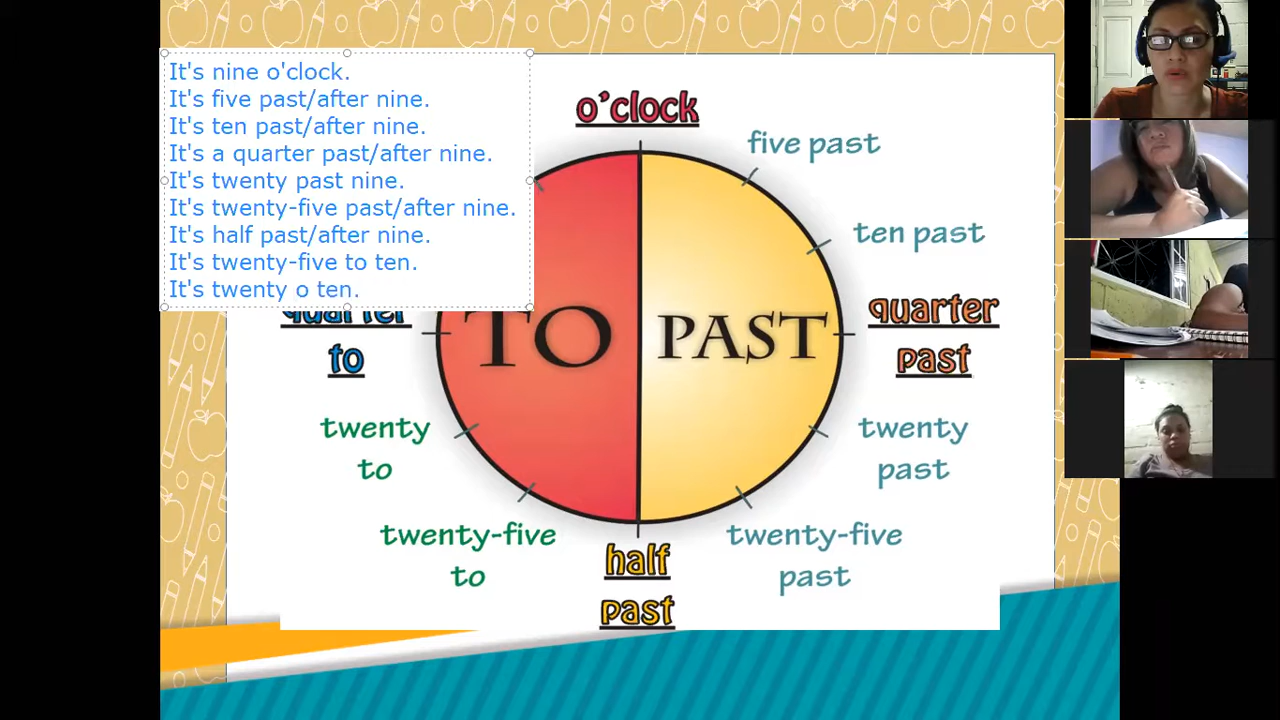 It's nine o'clock.
It's five past/after nine.
It's ten past/after nine.
It's a quarter past/after nine.
It's twenty past nine.
It's twenty-five past/after nine.
It's half past/after nine.
It's twenty-five to ten.
It's twenty o ten.
o'clock
five past
ten past
quarter
past
twenty
past
twenty-five
past
half
past
twenty-five
to
twenty
to
quarter
to
TO
PAST